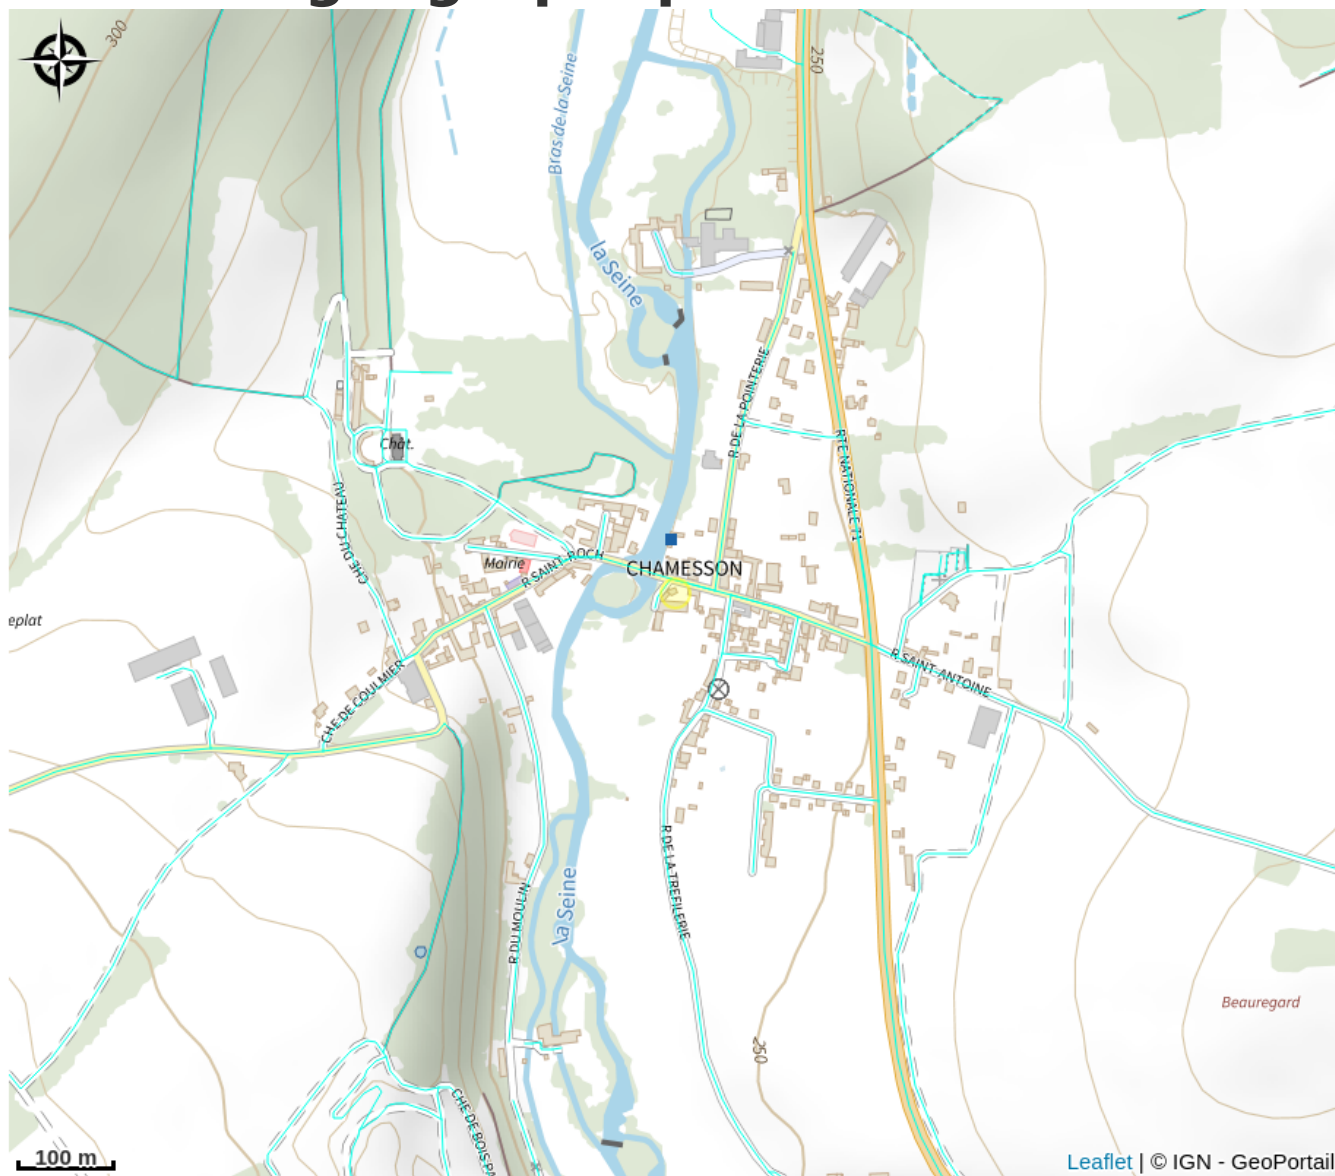 300
250
Bras de la Seine
la Seine
R DE LA POINTERIE
RTE NATIONALE 71
Chât.
CHE DU CHATEAU
Mairie
R SAINT-ROCH
CHAMESSON
eplat
CHE DE COULMIER
R SAINT-ANTOINE
R DE LA TREFILERIE
la Seine
R DU MOULIN
Beauregard
250
CHE DE BOIS PA
100 m
Leaflet | © IGN - GeoPortail